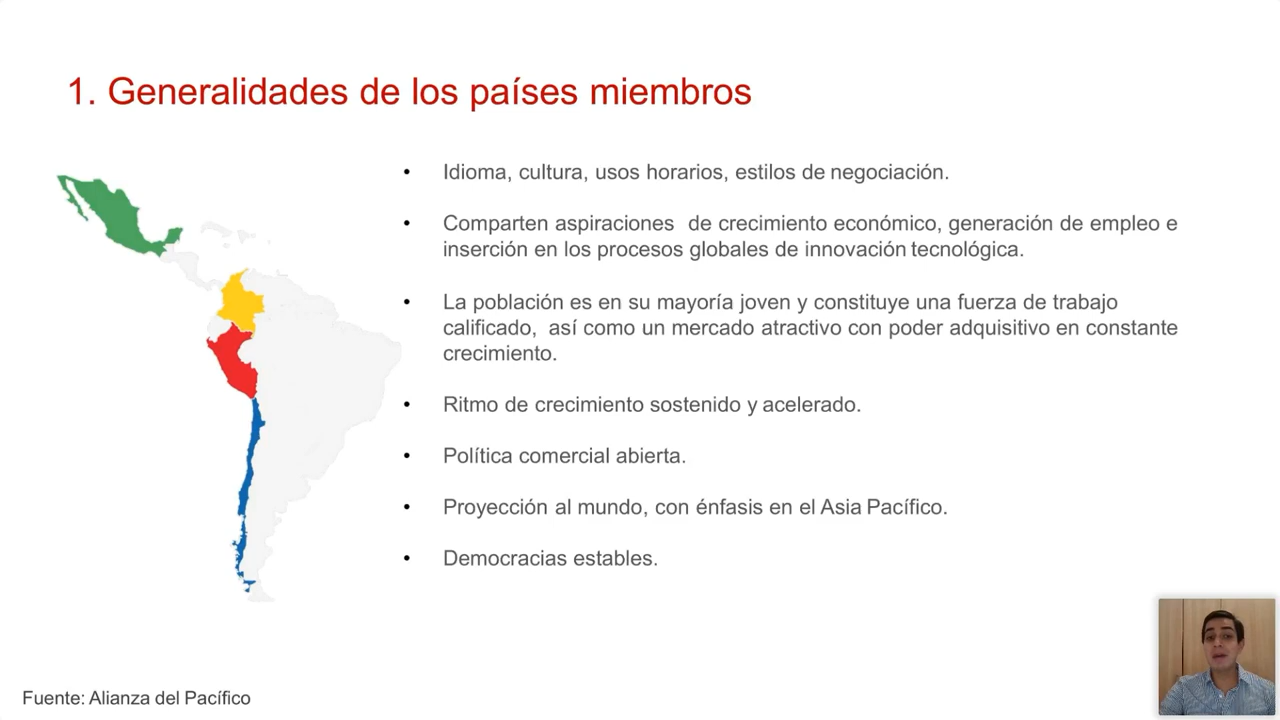 1. Generalidades de los países miembros
• Idioma, cultura, usos horarios, estilos de negociación.
• Comparten aspiraciones de crecimiento económico, generación de empleo e
inserción en los procesos globales de innovación tecnológica.
• La población es en su mayoría joven y constituye una fuerza de trabajo
calificado, así como un mercado atractivo con poder adquisitivo en constante
crecimiento.
• Ritmo de crecimiento sostenido y acelerado.
• Política comercial abierta.
• Proyección al mundo, con énfasis en el Asia Pacífico.
• Democracias estables.
Fuente: Alianza del Pacífico